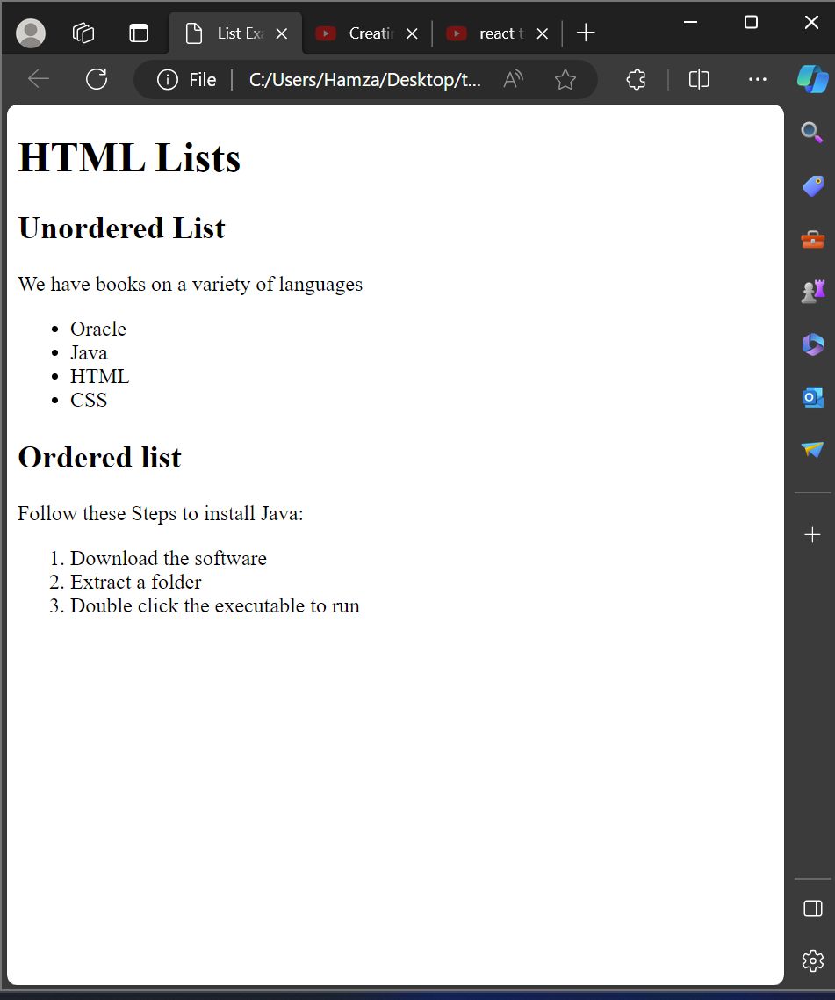 List Ex
Creatin
react t
File
C:/Users/Hamza/Desktop/t...
HTML Lists
Unordered List
We have books on a variety of languages
• Oracle
• Java
• HTML
• CSS
Ordered list
Follow these Steps to install Java:
1. Download the software
2. Extract a folder
3. Double click the executable to run